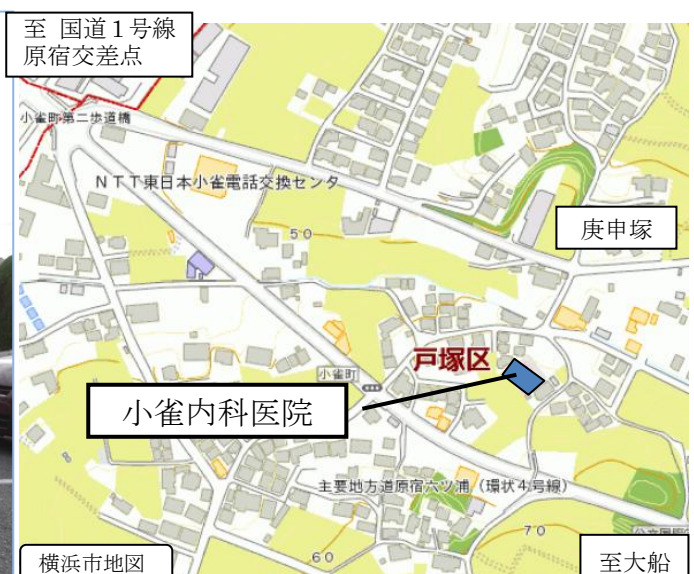 至 国道１号線
原宿交差点
小雀町第二歩道橋
ＮＴＴ東日本小雀電話交換センタ
庚申塚
５０
戸塚区
小雀町
小雀内科医院
主要地方道原宿六ツ浦（環状４号線）
７０
６０
横浜市地図
至大船